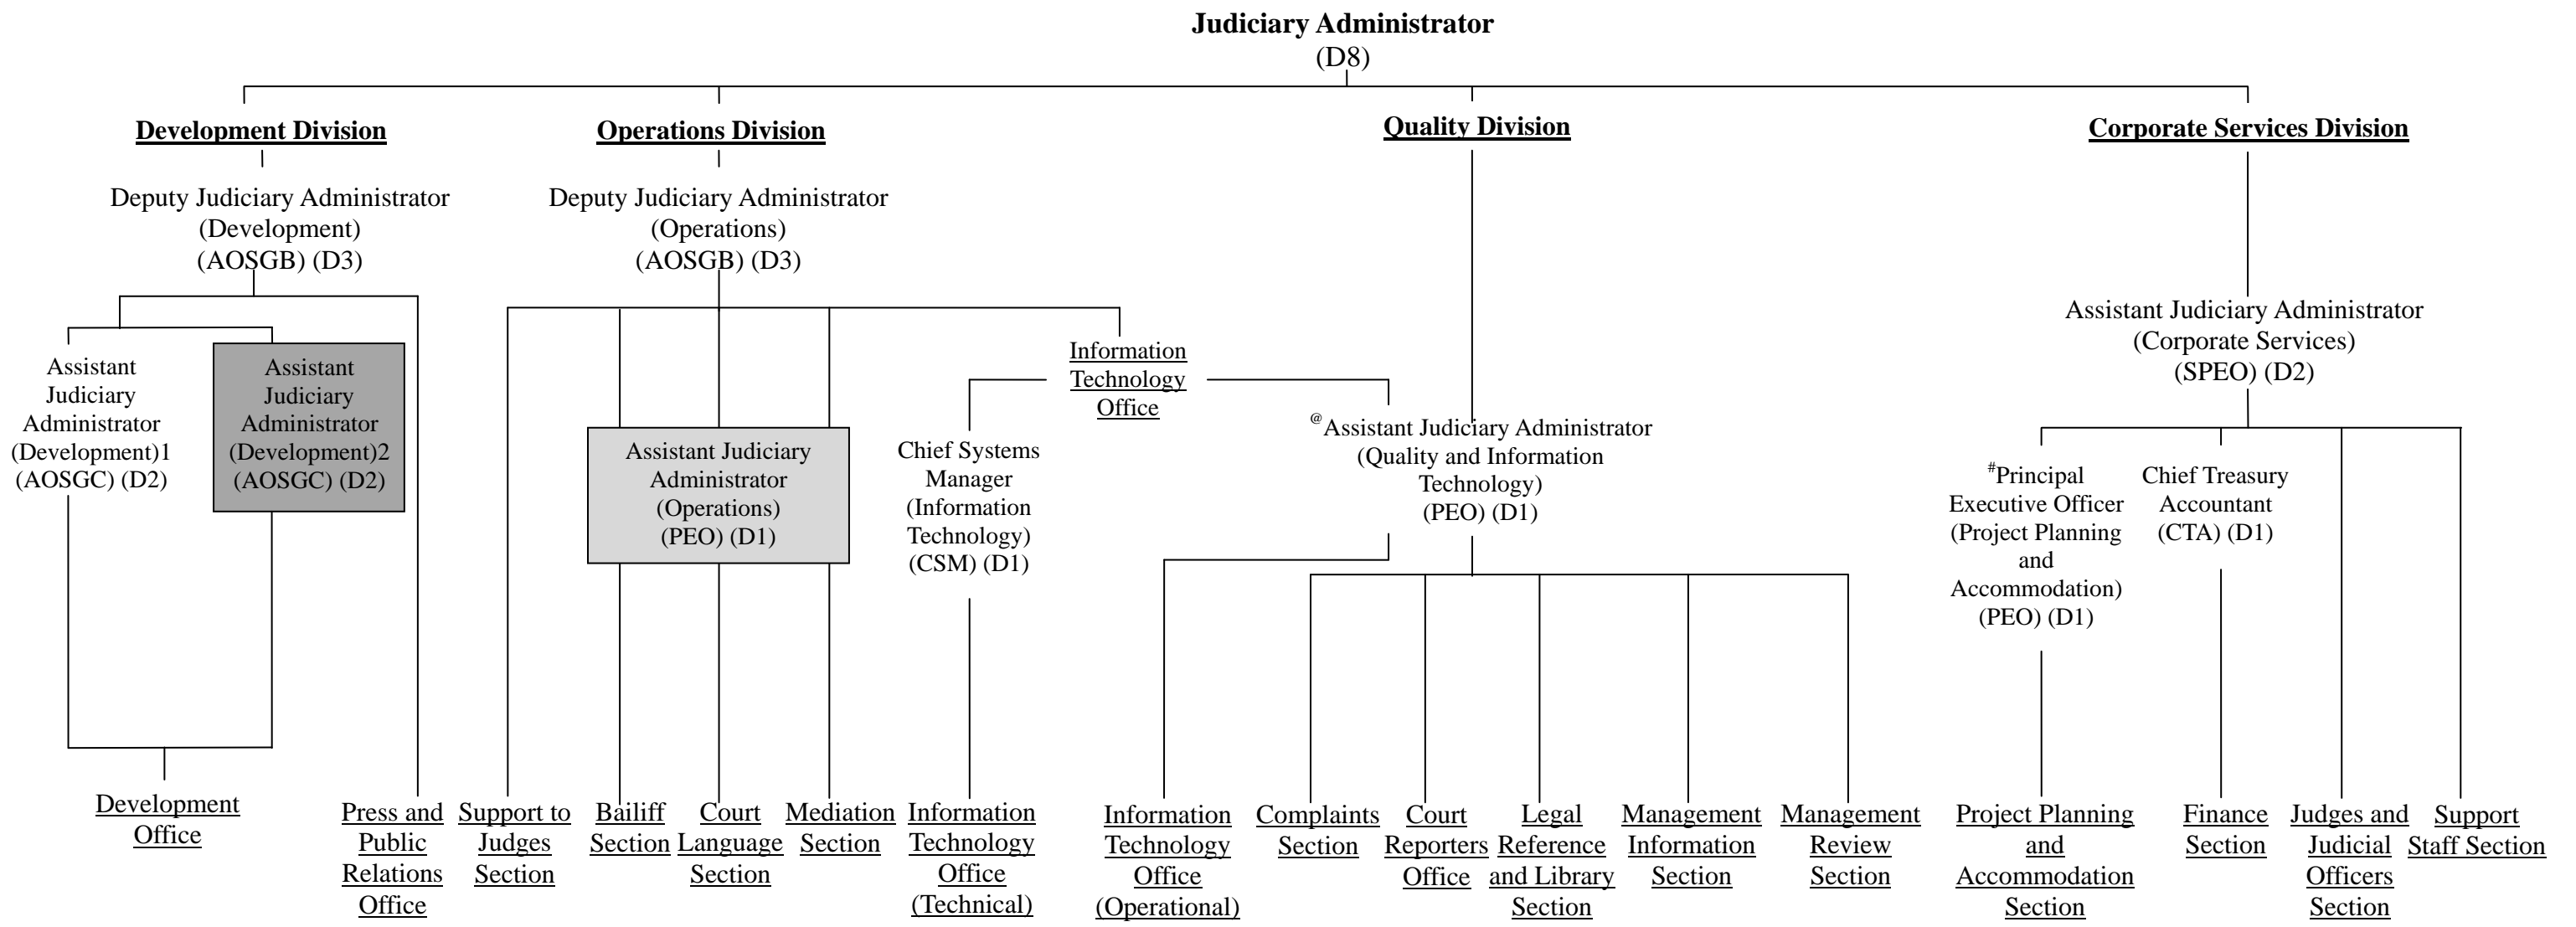 Judiciary Administrator
(D8)
Development Division
Operations Division
Quality Division
Corporate Services Division
Deputy Judiciary Administrator
(Development)
(AOSGB) (D3)
Deputy Judiciary Administrator
(Operations)
(AOSGB) (D3)
Assistant Judiciary Administrator
(Corporate Services)
(SPEO) (D2)
Assistant
Judiciary
Administrator
(Development)1
(AOSGC) (D2)
Assistant
Judiciary
Administrator
(Development)2
(AOSGC) (D2)
Information
Technology
Office
Assistant Judiciary
Administrator
(Operations)
(PEO) (D1)
Chief Systems
Manager
(Information
Technology)
(CSM) (D1)
@Assistant Judiciary Administrator
(Quality and Information
Technology)
(PEO) (D1)
#Principal
Executive Officer
(Project Planning
and
Accommodation)
(PEO) (D1)
Chief Treasury
Accountant
(CTA) (D1)
Development
Office
Press and
Public
Relations
Office
Support to
Judges
Section
Bailiff
Section
Court
Language
Section
Mediation
Section
Information
Technology
Office
(Technical)
Information
Technology
Office
(Operational)
Complaints
Section
Court
Reporters
Office
Legal
Reference
and Library
Section
Management
Information
Section
Management
Review
Section
Project Planning
and
Accommodation
Section
Finance
Section
Judges and
Judicial
Officers
Section
Support
Staff Section